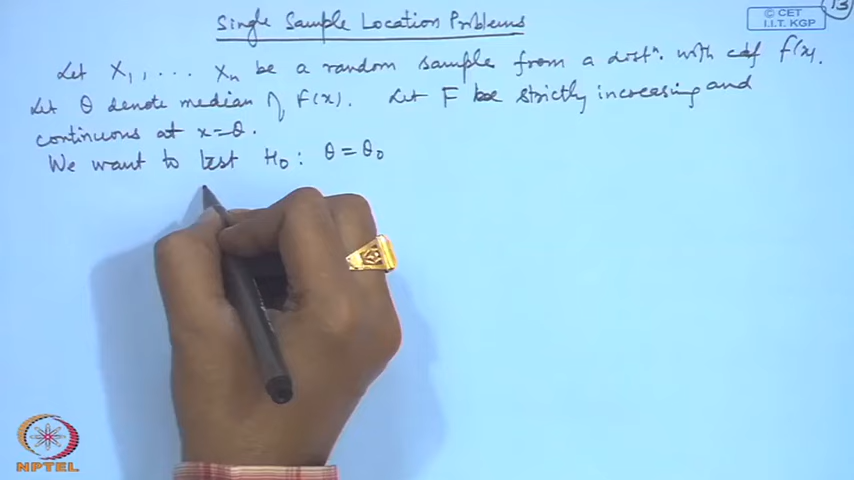 Single Sample Location Problems
13
© CET
I.I.T. KGP
Let X1, ... Xn be a random sample from a distn. with cdf F(x).
Let θ denote median of F(x). Let F be strictly increasing and
continuous at x=θ.
We want to test H0: θ = θ0
NPTEL